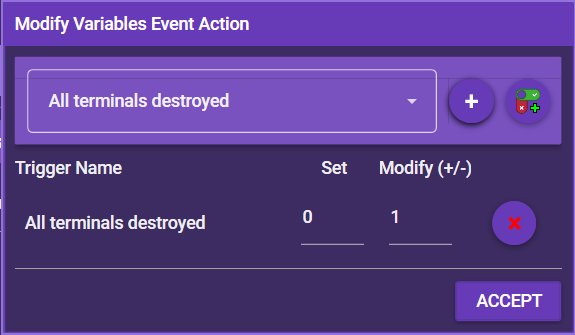 Modify Variables Event Action
All terminals destroyed
+
Trigger Name Set Modify (+/-)
All terminals destroyed 0 1
ACCEPT